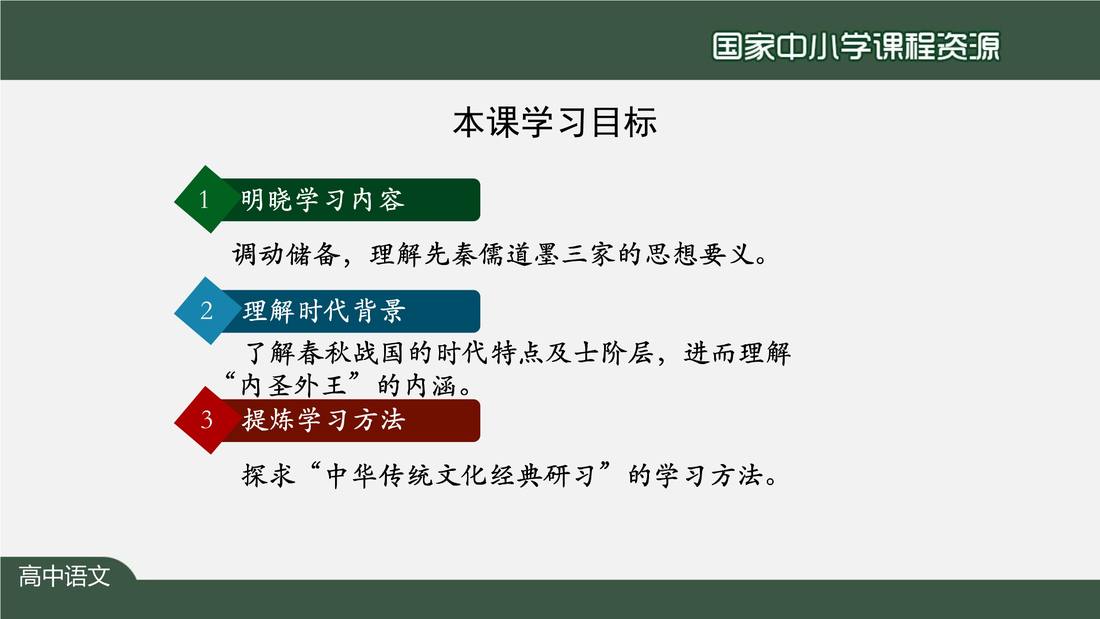 国家中小学课程资源
本课学习目标
1 明晓学习内容
调动储备，理解先秦儒道墨三家的思想要义。
2 理解时代背景
了解春秋战国的时代特点及士阶层，进而理解
“内圣外王”的内涵。
3 提炼学习方法
探求“中华传统文化经典研习”的学习方法。
高中语文